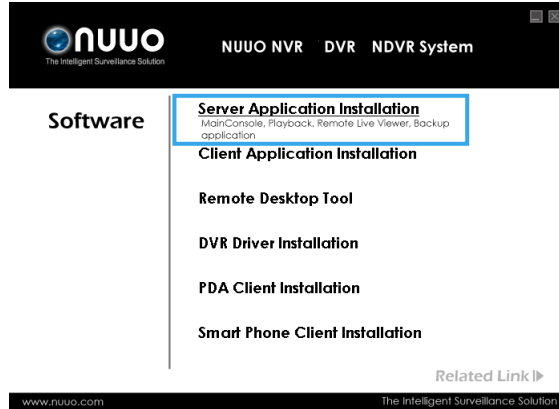 nuuo
The Intelligent Surveillance Solution
NUUO NVR DVR NDVR System
Software
Server Application Installation
MainConsole, Playback, Remote Live Viewer, Backup
application
Client Application Installation
Remote Desktop Tool
DVR Driver Installation
PDA Client Installation
Smart Phone Client Installation
Related Link
www.nuuo.com
The Intelligent Surveillance Solution